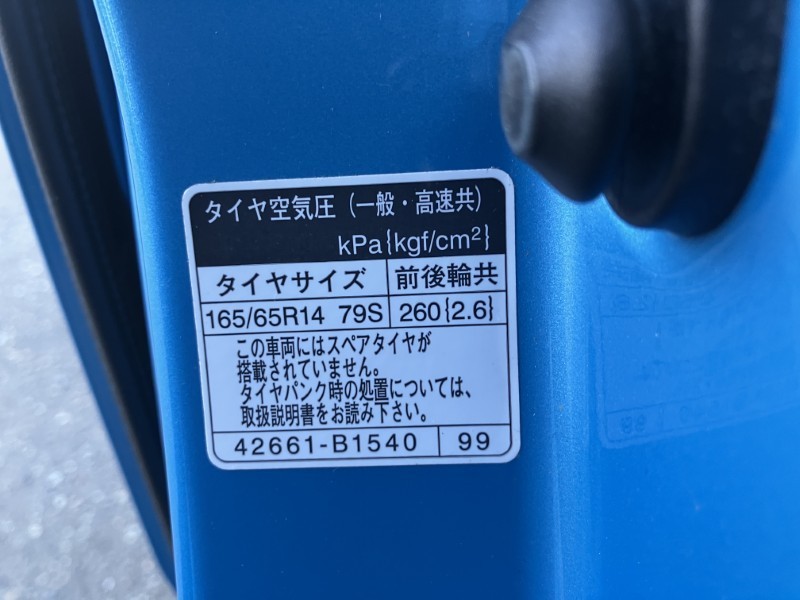 タイヤ空気圧（一般・高速共）
kPa{kgf/cm²}
タイヤサイズ 前後輪共
165/65R14 79S 260{2.6}
この車両にはスペアタイヤが
搭載されていません。
タイヤパンク時の処置については、
取扱説明書をお読み下さい。
42661-B1540 99